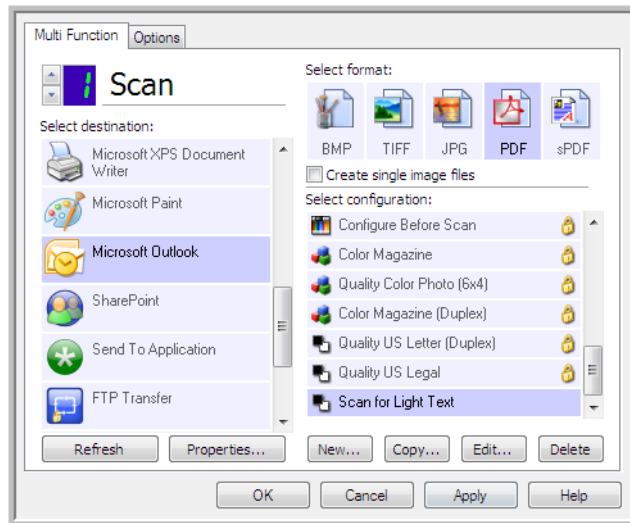 Multi Function
Options
1
Scan
Select destination:
Microsoft XPS Document
Writer
Microsoft Paint
Microsoft Outlook
SharePoint
Send To Application
FTP Transfer
Refresh
Properties...
Select format:
BMP
TIFF
JPG
PDF
sPDF
Create single image files
Select configuration:
Configure Before Scan
Color Magazine
Quality Color Photo (6x4)
Color Magazine (Duplex)
Quality US Letter (Duplex)
Quality US Legal
Scan for Light Text
New...
Copy...
Edit...
Delete
OK
Cancel
Apply
Help